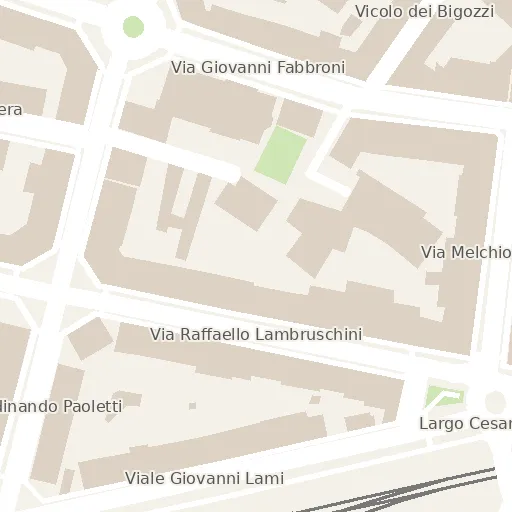 Vicolo dei Bigozzi
Via Giovanni Fabbroni
era
Via Melchio
Via Raffaello Lambruschini
dinando Paoletti
Largo Cesar
Viale Giovanni Lami